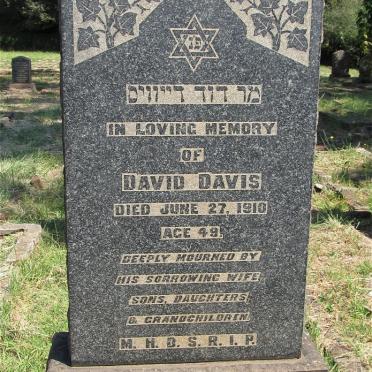 פנ
מר דוד דייוויס
IN LOVING MEMORY
OF
DAVID DAVIS
DIED JUNE 27, 1910
AGE 49.
DEEPLY MOURNED BY
HIS SORROWING WIFE
SONS, DAUGHTERS
& GRANDCHILDREN.
M. H. D. S. R. I. P.